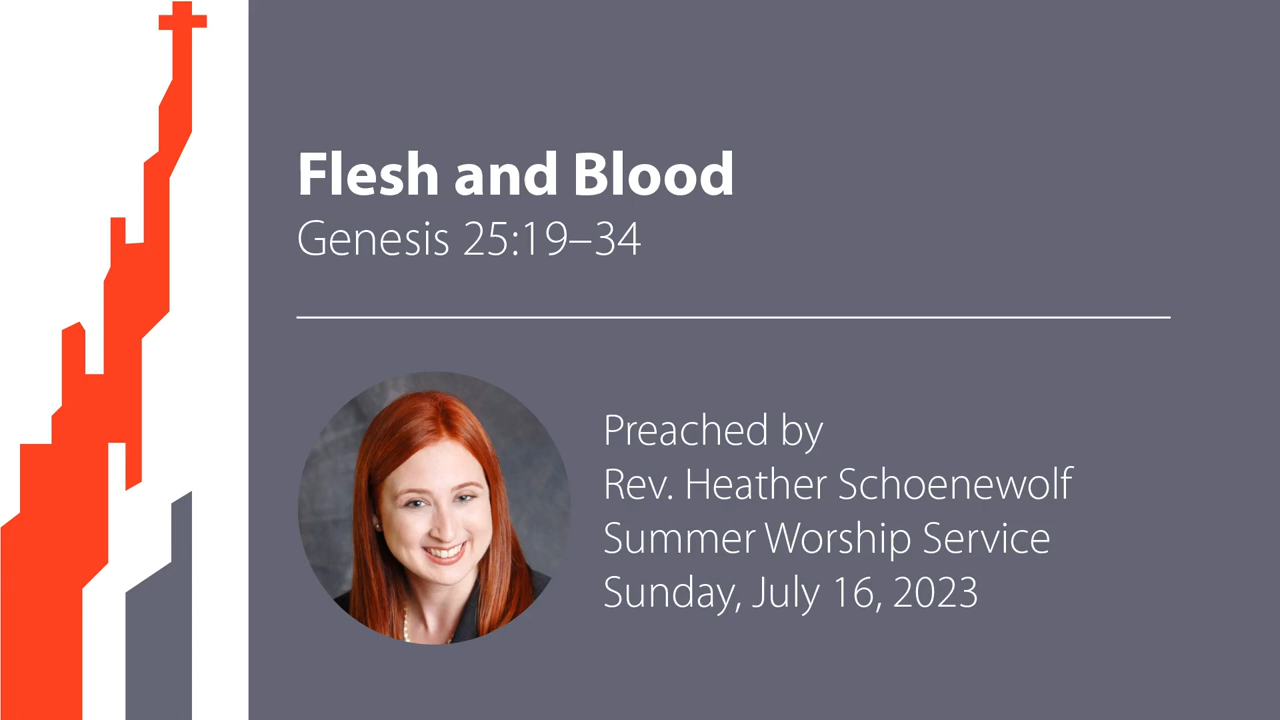 Flesh and Blood
Genesis 25:19–34
Preached by
Rev. Heather Schoenewolf
Summer Worship Service
Sunday, July 16, 2023